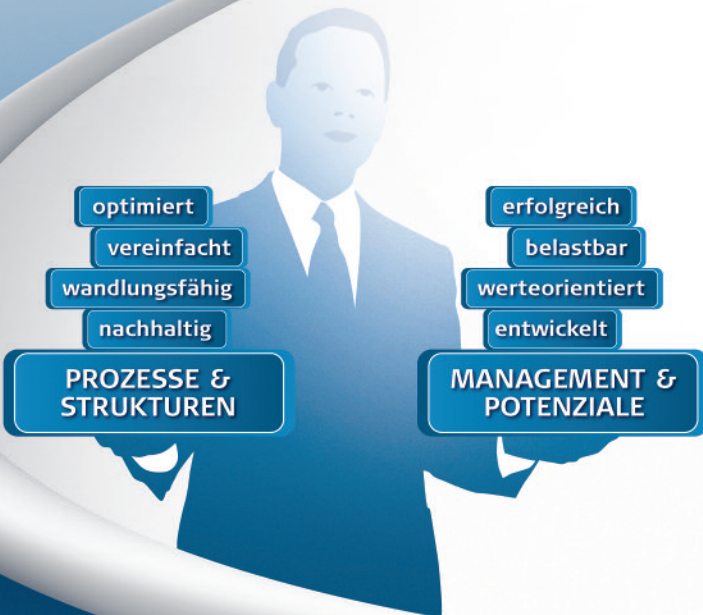 optimiert
vereinfacht
wandlungsfähig
nachhaltig
PROZESSE &
STRUKTUREN
erfolgreich
belastbar
werteorientiert
entwickelt
MANAGEMENT &
POTENZIALE